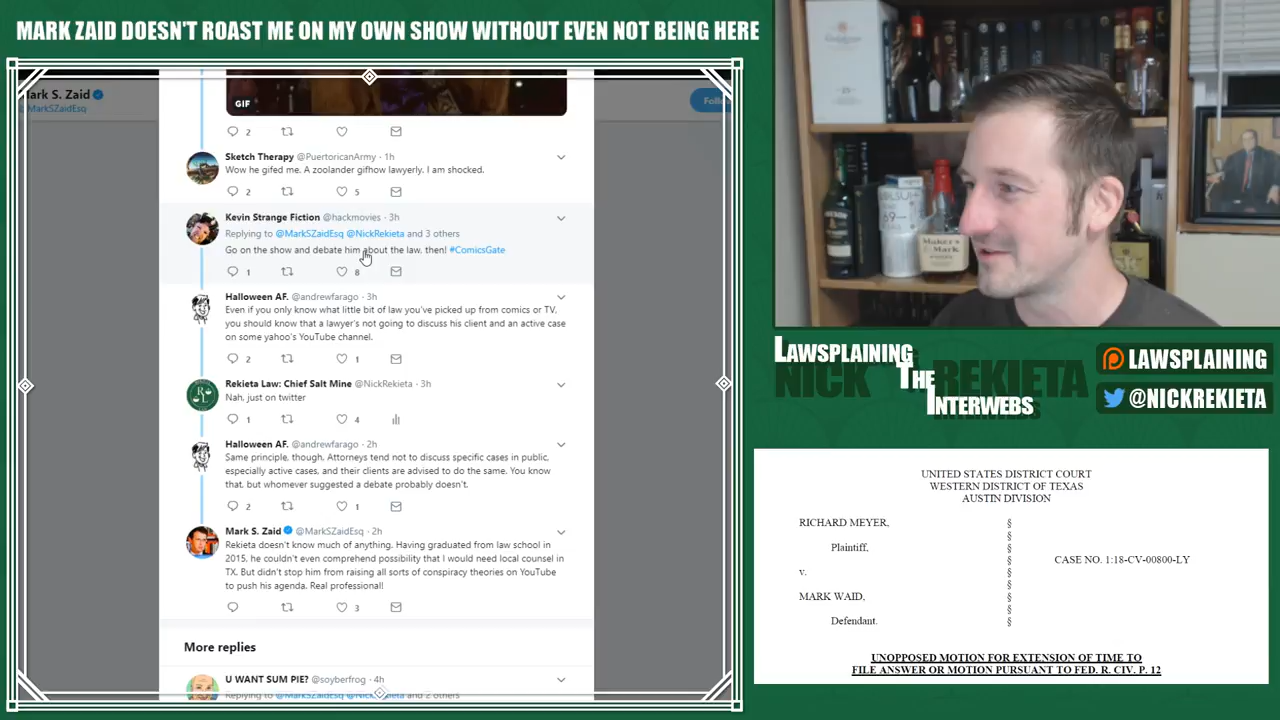 MARK ZAID DOESN'T ROAST ME ON MY OWN SHOW WITHOUT EVEN NOT BEING HERE
Mark S. Zaid
@MarkSZaidEsq
GIF
2
Sketch Therapy @PuertoricanArmy · 1h
Wow he gifed me. A zoolander gifhow lawyerly. I am shocked.
2 5
Kevin Strange Fiction @hackmovies · 3h
Replying to @MarkSZaidEsq @NickRekieta and 3 others
Go on the show and debate him about the law, then! #ComicsGate
1 8
Halloween AF. @andrewfarago · 3h
Even if you only know what little bit of law you've picked up from comics or TV,
you should know that a lawyer's not going to discuss his client and an active case
on some yahoo's YouTube channel.
2 1
Rekieta Law: Chief Salt Mine @NickRekieta · 3h
Nah, just on twitter
1 4
Halloween AF. @andrewfarago · 2h
Same principle, though. Attorneys tend not to discuss specific cases in public,
especially active cases, and their clients are advised to do the same. You know
that, but whomever suggested a debate probably doesn't.
2 1
Mark S. Zaid @MarkSZaidEsq · 2h
Rekieta doesn't know much of anything. Having graduated from law school in
2015, he couldn't even comprehend possibility that I would need local counsel in
TX. But didn't stop him from raising all sorts of conspiracy theories on YouTube
to push his agenda. Real professional!
3
More replies
U WANT SUM PIE? @soyberfrog · 4h
Replying to @MarkSZaidEsq @NickRekieta and 2 others
Maker's Mark
LAWSPLAINING
THE
INTERWEBS
NICK REKIETA
LAWSPLAINING
@NICKREKIETA
UNITED STATES DISTRICT COURT
WESTERN DISTRICT OF TEXAS
AUSTIN DIVISION
RICHARD MEYER, §
§
Plaintiff, §
§ CASE NO. 1:18-CV-00800-LY
v. §
§
MARK WAID, §
§
Defendant. §
UNOPPOSED MOTION FOR EXTENSION OF TIME TO
FILE ANSWER OR MOTION PURSUANT TO FED. R. CIV. P. 12